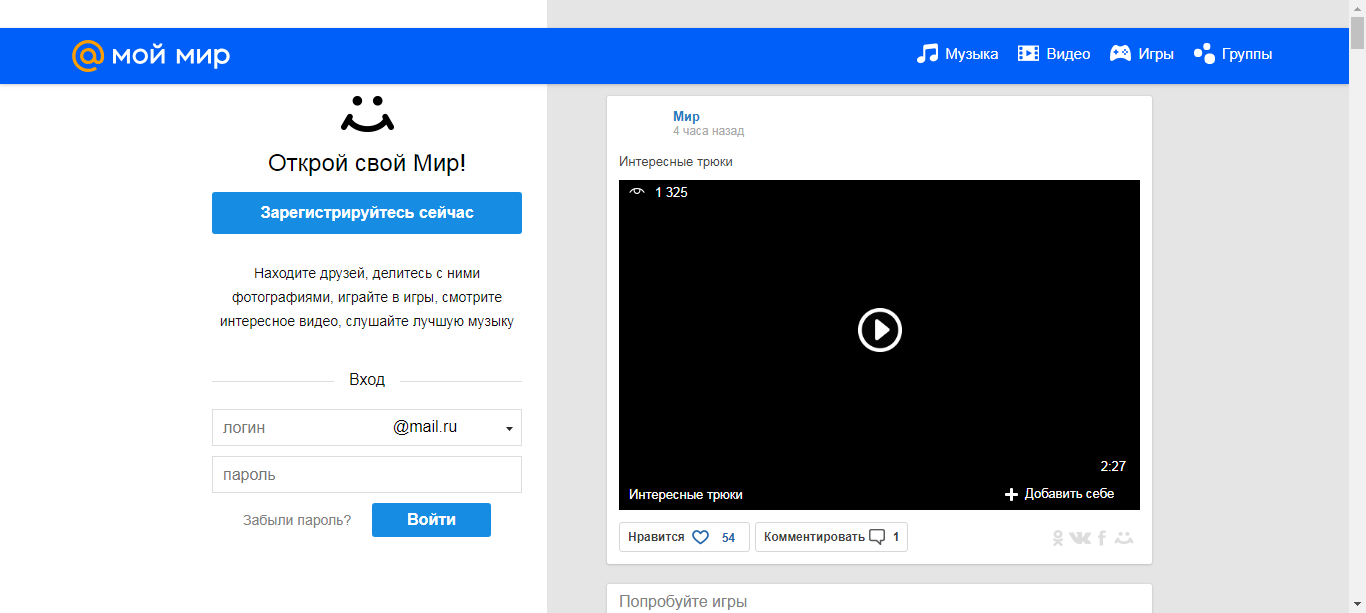 @ мой мир
Музыка
Видео
Игры
Группы
Открой свой Мир!
Зарегистрируйтесь сейчас
Находите друзей, делитесь с ними
фотографиями, играйте в игры, смотрите
интересное видео, слушайте лучшую музыку
Вход
логин @mail.ru
пароль
Забыли пароль? Войти
Мир
4 часа назад
Интересные трюки
1 325
2:27
Интересные трюки
Добавить себе
Нравится 54
Комментировать 1
Попробуйте игры